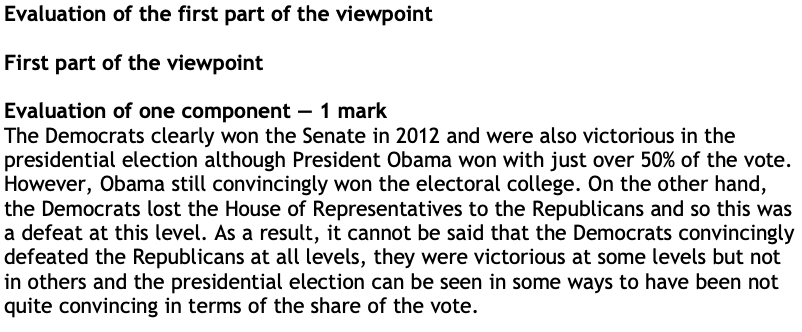 Evaluation of the first part of the viewpoint
First part of the viewpoint
Evaluation of one component — 1 mark
The Democrats clearly won the Senate in 2012 and were also victorious in the
presidential election although President Obama won with just over 50% of the vote.
However, Obama still convincingly won the electoral college. On the other hand,
the Democrats lost the House of Representatives to the Republicans and so this was
a defeat at this level. As a result, it cannot be said that the Democrats convincingly
defeated the Republicans at all levels, they were victorious at some levels but not
in others and the presidential election can be seen in some ways to have been not
quite convincing in terms of the share of the vote.